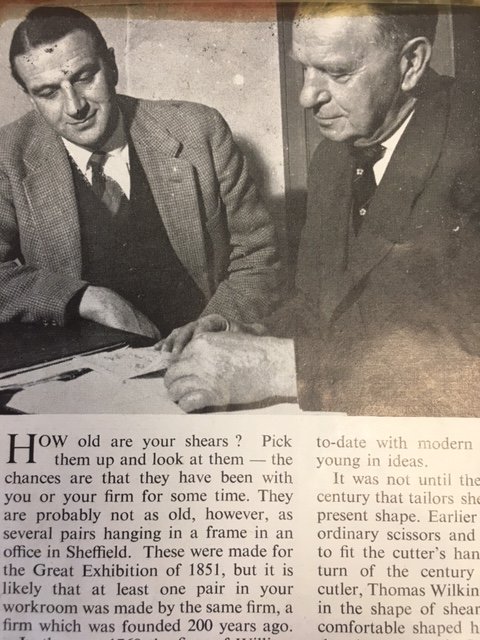 HOW old are your shears ? Pick
them up and look at them — the
chances are that they have been with
you or your firm for some time. They
are probably not as old, however, as
several pairs hanging in a frame in an
office in Sheffield. These were made for
the Great Exhibition of 1851, but it is
likely that at least one pair in your
workroom was made by the same firm, a
firm which was founded 200 years ago.
to-date with modern
young in ideas.
It was not until the
century that tailors she
present shape. Earlier
ordinary scissors and
to fit the cutter's han
turn of the century
cutler, Thomas Wilkin
in the shape of shear
comfortable shaped h